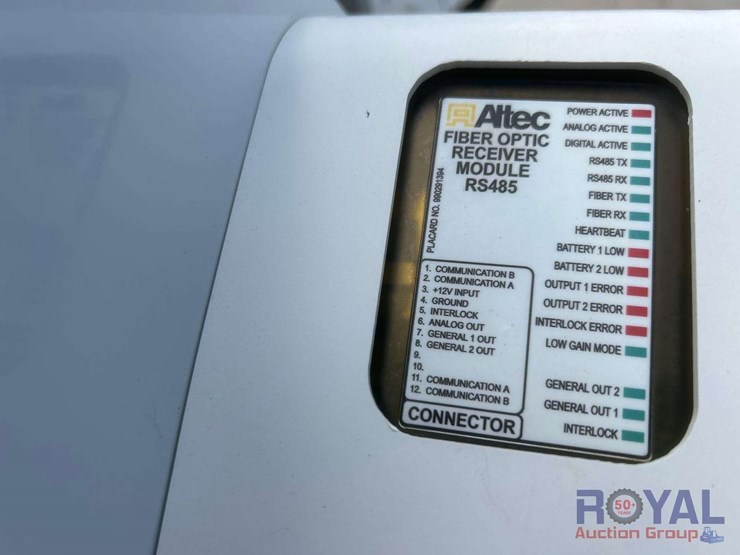 Altec
FIBER OPTIC
RECEIVER
MODULE
RS485
PLACARD NO. 990291394
POWER ACTIVE
ANALOG ACTIVE
DIGITAL ACTIVE
RS485 TX
RS485 RX
FIBER TX
FIBER RX
HEARTBEAT
BATTERY 1 LOW
BATTERY 2 LOW
OUTPUT 1 ERROR
OUTPUT 2 ERROR
INTERLOCK ERROR
LOW GAIN MODE
GENERAL OUT 2
GENERAL OUT 1
INTERLOCK
1. COMMUNICATION B
2. COMMUNICATION A
3. +12V INPUT
4. GROUND
5. INTERLOCK
6. ANALOG OUT
7. GENERAL 1 OUT
8. GENERAL 2 OUT
9.
10.
11. COMMUNICATION A
12. COMMUNICATION B
CONNECTOR
ROYAL
50+
YEARS
Auction Group